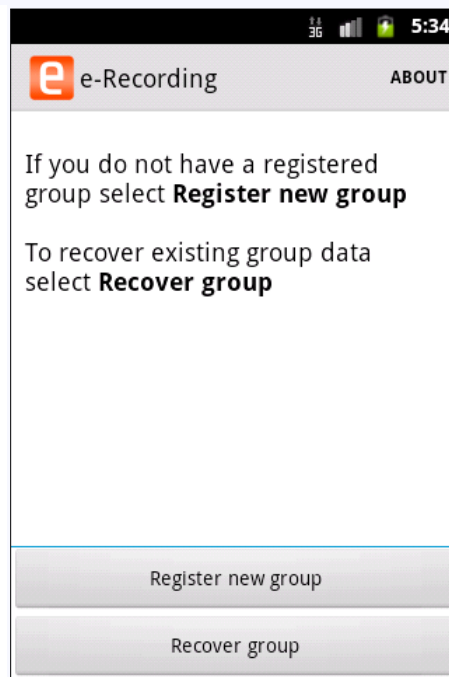 3G 5:34
e e-Recording ABOUT
If you do not have a registered
group select Register new group
To recover existing group data
select Recover group
Register new group
Recover group